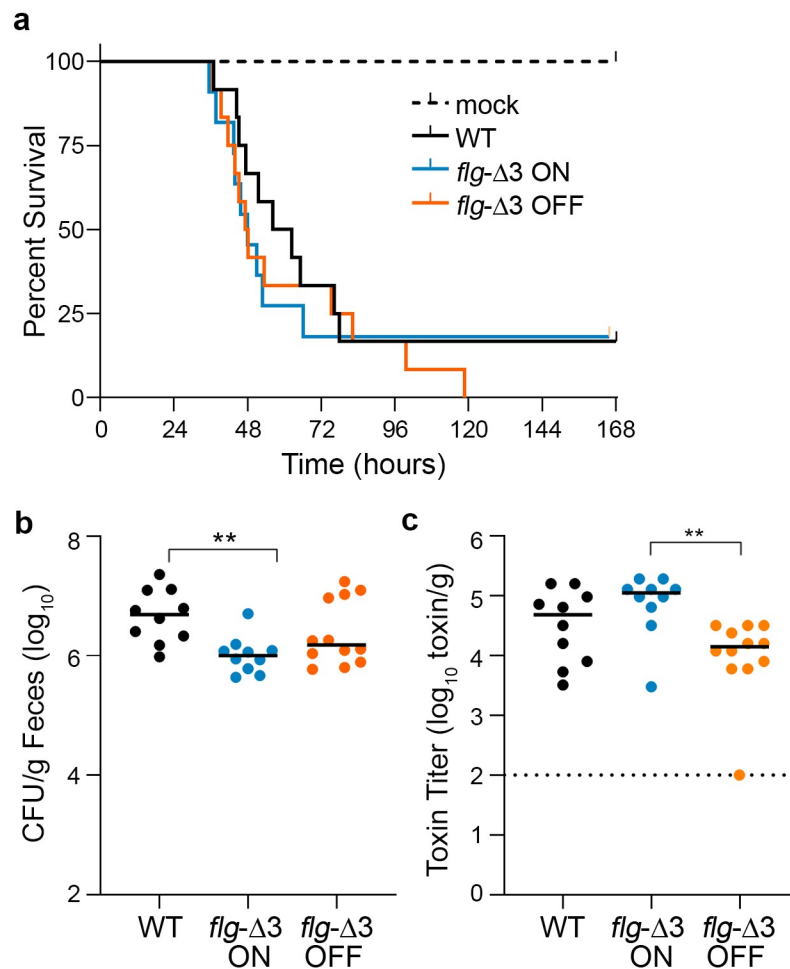 a
Percent Survival
100
75
50
25
0
mock
WT
flg-Δ3 ON
flg-Δ3 OFF
0 24 48 72 96 120 144 168
Time (hours)
b
**
CFU/g Feces (log10)
8
6
4
2
WT flg-Δ3 ON flg-Δ3 OFF
c
**
Toxin Titer (log10 toxin/g)
6
5
4
3
2
1
0
WT flg-Δ3 ON flg-Δ3 OFF